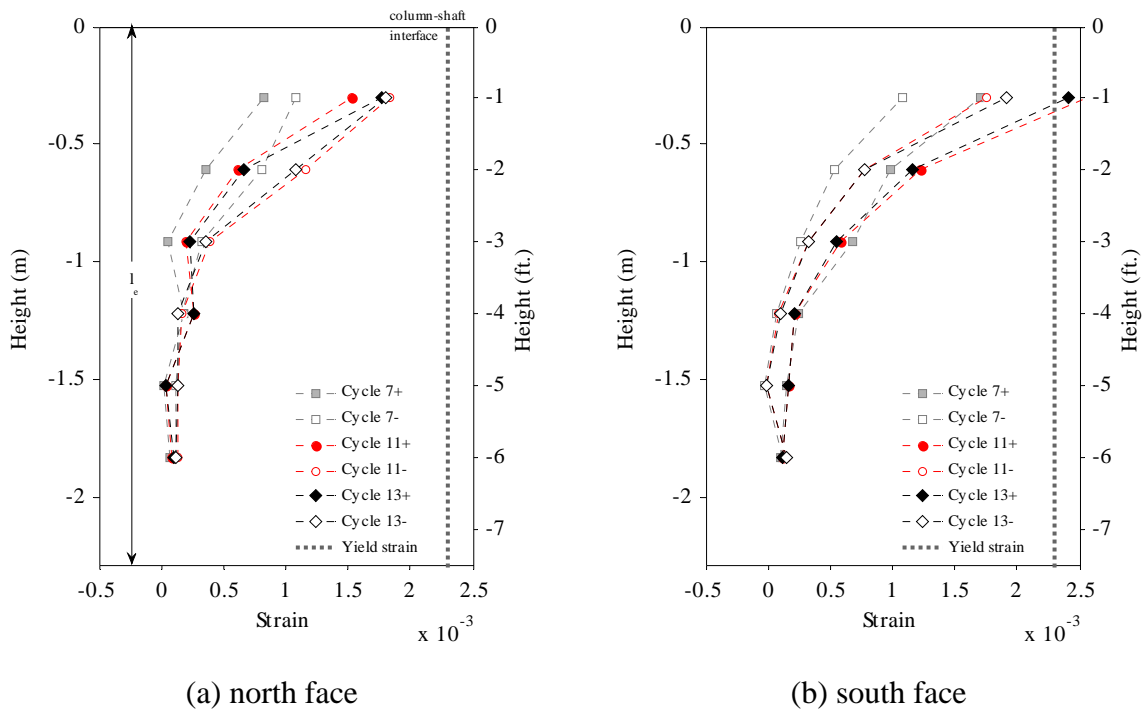 column-shaft
interface
0
-0.5
-1
-1.5
-2
Height (m)
l e
0
-1
-2
-3
-4
-5
-6
-7
Height (ft.)
Cycle 7+
Cycle 7-
Cycle 11+
Cycle 11-
Cycle 13+
Cycle 13-
Yield strain
-0.5 0 0.5 1 1.5 2 2.5
Strain
x 10⁻³
(a) north face
0
-0.5
-1
-1.5
-2
Height (m)
0
-1
-2
-3
-4
-5
-6
-7
Height (ft.)
Cycle 7+
Cycle 7-
Cycle 11+
Cycle 11-
Cycle 13+
Cycle 13-
Yield strain
-0.5 0 0.5 1 1.5 2 2.5
Strain
x 10⁻³
(b) south face